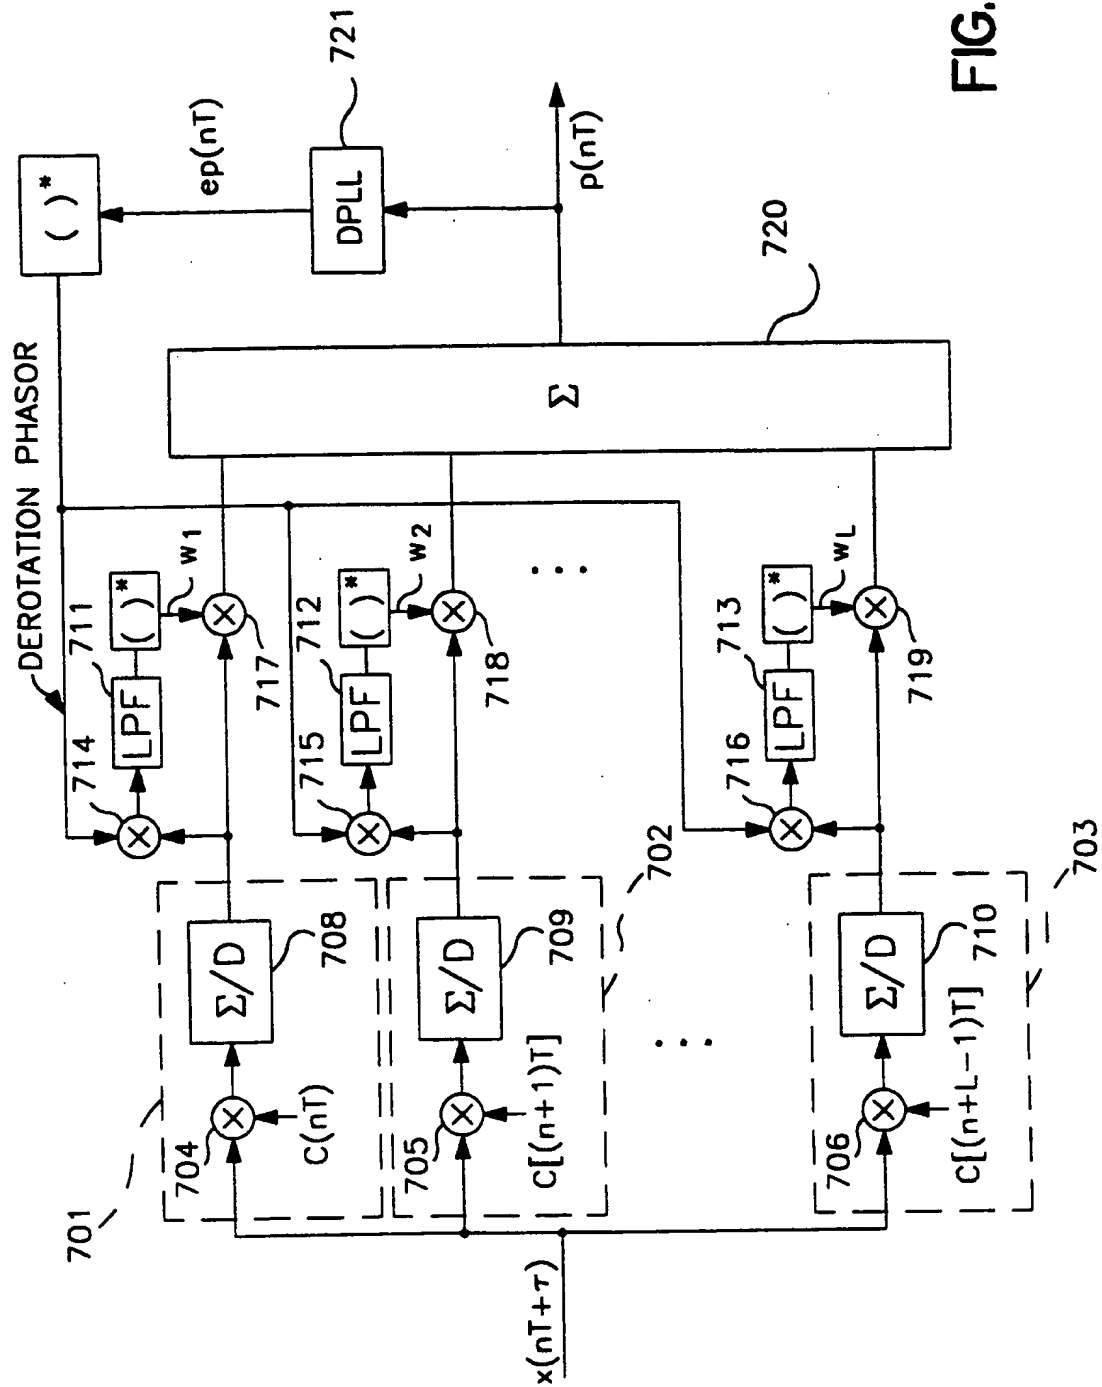 FIG.
DEROTATION PHASOR
( )*
ep(nT)
721
DPLL
p(nT)
720
Σ
711
LPF
( )*
w1
714
717
712
LPF
( )*
w2
715
718
. . .
713
LPF
( )*
wL
716
719
701
704
C(nT)
Σ/D
708
702
705
C[(n+1)T]
Σ/D
709
. . .
703
706
C[(n+L-1)T]
Σ/D
710
x(nT+τ)